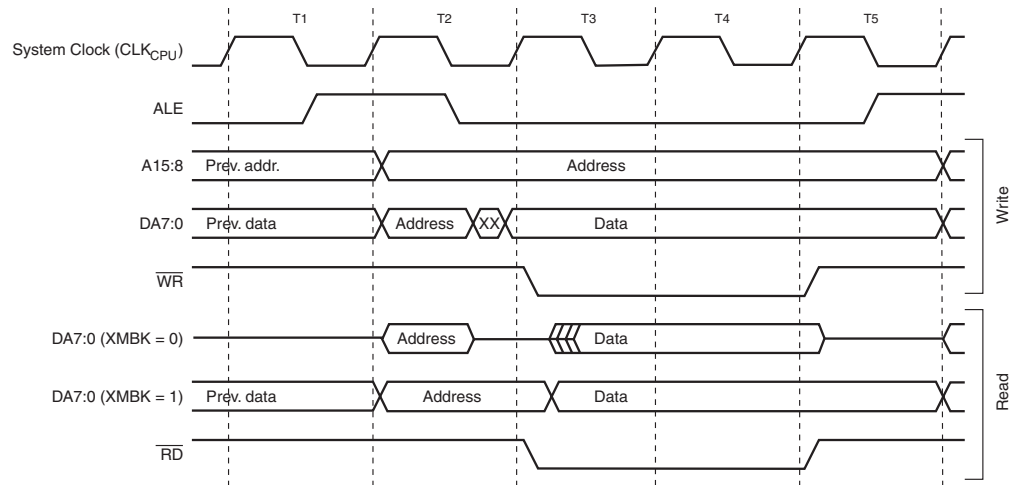 T1 T2 T3 T4 T5
System Clock (CLKCPU)
ALE
A15:8 Prev. addr. Address
DA7:0 Prev. data Address XX Data
WR
Write
DA7:0 (XMBK = 0) Address Data
DA7:0 (XMBK = 1) Prev. data Address Data
RD
Read